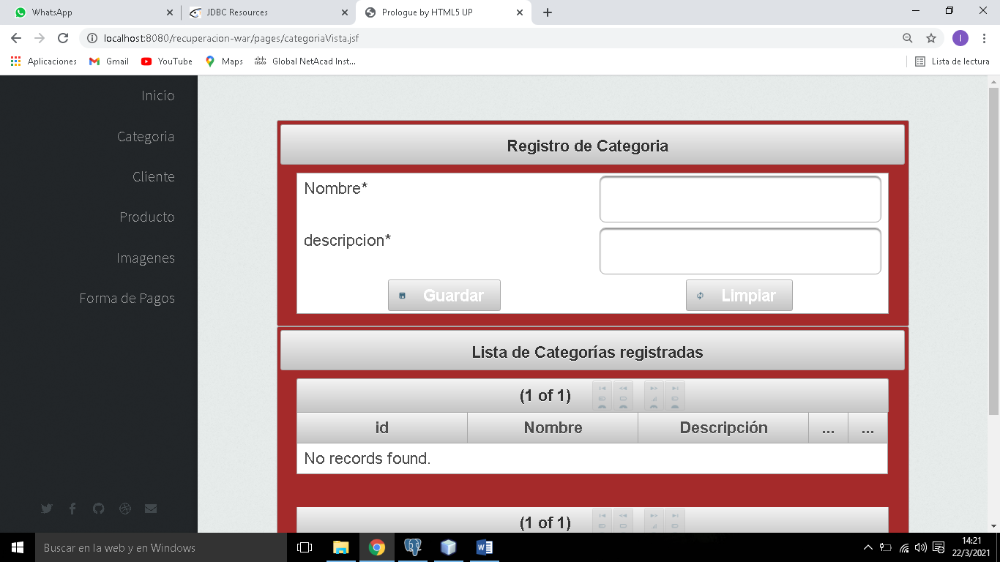 WhatsApp
JDBC Resources
Prologue by HTML5 UP
localhost:8080/recuperacion-war/pages/categoriaVista.jsf
I
Aplicaciones
Gmail
YouTube
Maps
Global NetAcad Inst...
Lista de lectura
Inicio
Categoria
Cliente
Producto
Imagenes
Forma de Pagos
Registro de Categoria
Nombre*
descripcion*
Guardar
Limpiar
Lista de Categorías registradas
(1 of 1)
id
Nombre
Descripción
...
...
No records found.
(1 of 1)
Buscar en la web y en Windows
14:21
22/3/2021